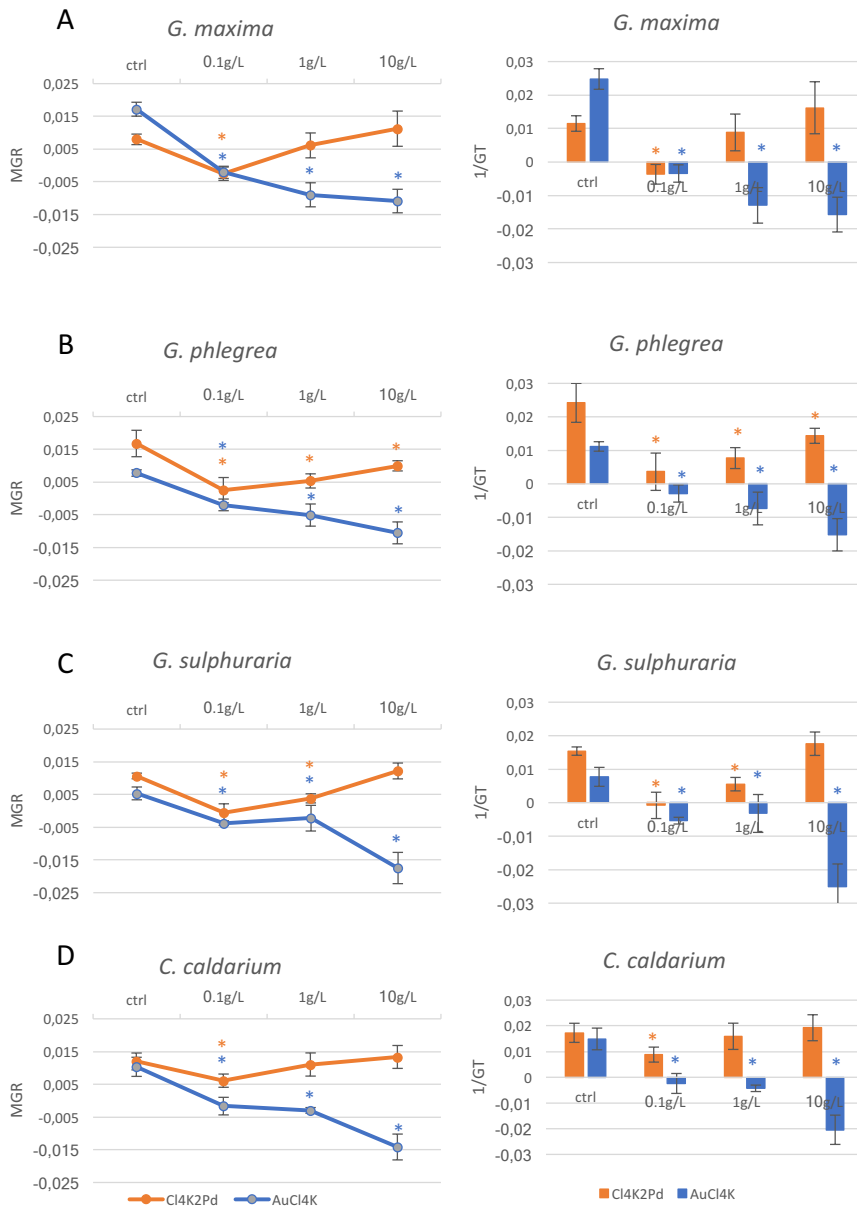 A
G. maxima
ctrl 0.1g/L 1g/L 10g/L
0,025
0,015
0,005
-0,005
-0,015
-0,025
MGR
* * * *
G. maxima
0,03
0,02
0,01
0
-0,01
-0,02
-0,03
1/GT
* * * *
ctrl 0.1g/L 1g/L 10g/L
B
G. phlegrea
ctrl 0.1g/L 1g/L 10g/L
0,025
0,015
0,005
-0,005
-0,015
-0,025
MGR
* * * * * *
G. phlegrea
0,03
0,02
0,01
0
-0,01
-0,02
-0,03
1/GT
* * * * * *
ctrl 0.1g/L 1g/L 10g/L
C
G. sulphuraria
ctrl 0.1g/L 1g/L 10g/L
0,025
0,015
0,005
-0,005
-0,015
-0,025
MGR
* * * * *
G. sulphuraria
0,03
0,02
0,01
0
-0,01
-0,02
-0,03
1/GT
* * * * *
ctrl 0.1g/L 1g/L 10g/L
D
C. caldarium
ctrl 0.1g/L 1g/L 10g/L
0,025
0,015
0,005
-0,005
-0,015
-0,025
MGR
* * * *
Cl4K2Pd AuCl4K
C. caldarium
0,03
0,02
0,01
0
-0,01
-0,02
-0,03
1/GT
* * * *
ctrl 0.1g/L 1g/L 10g/L
Cl4K2Pd AuCl4K